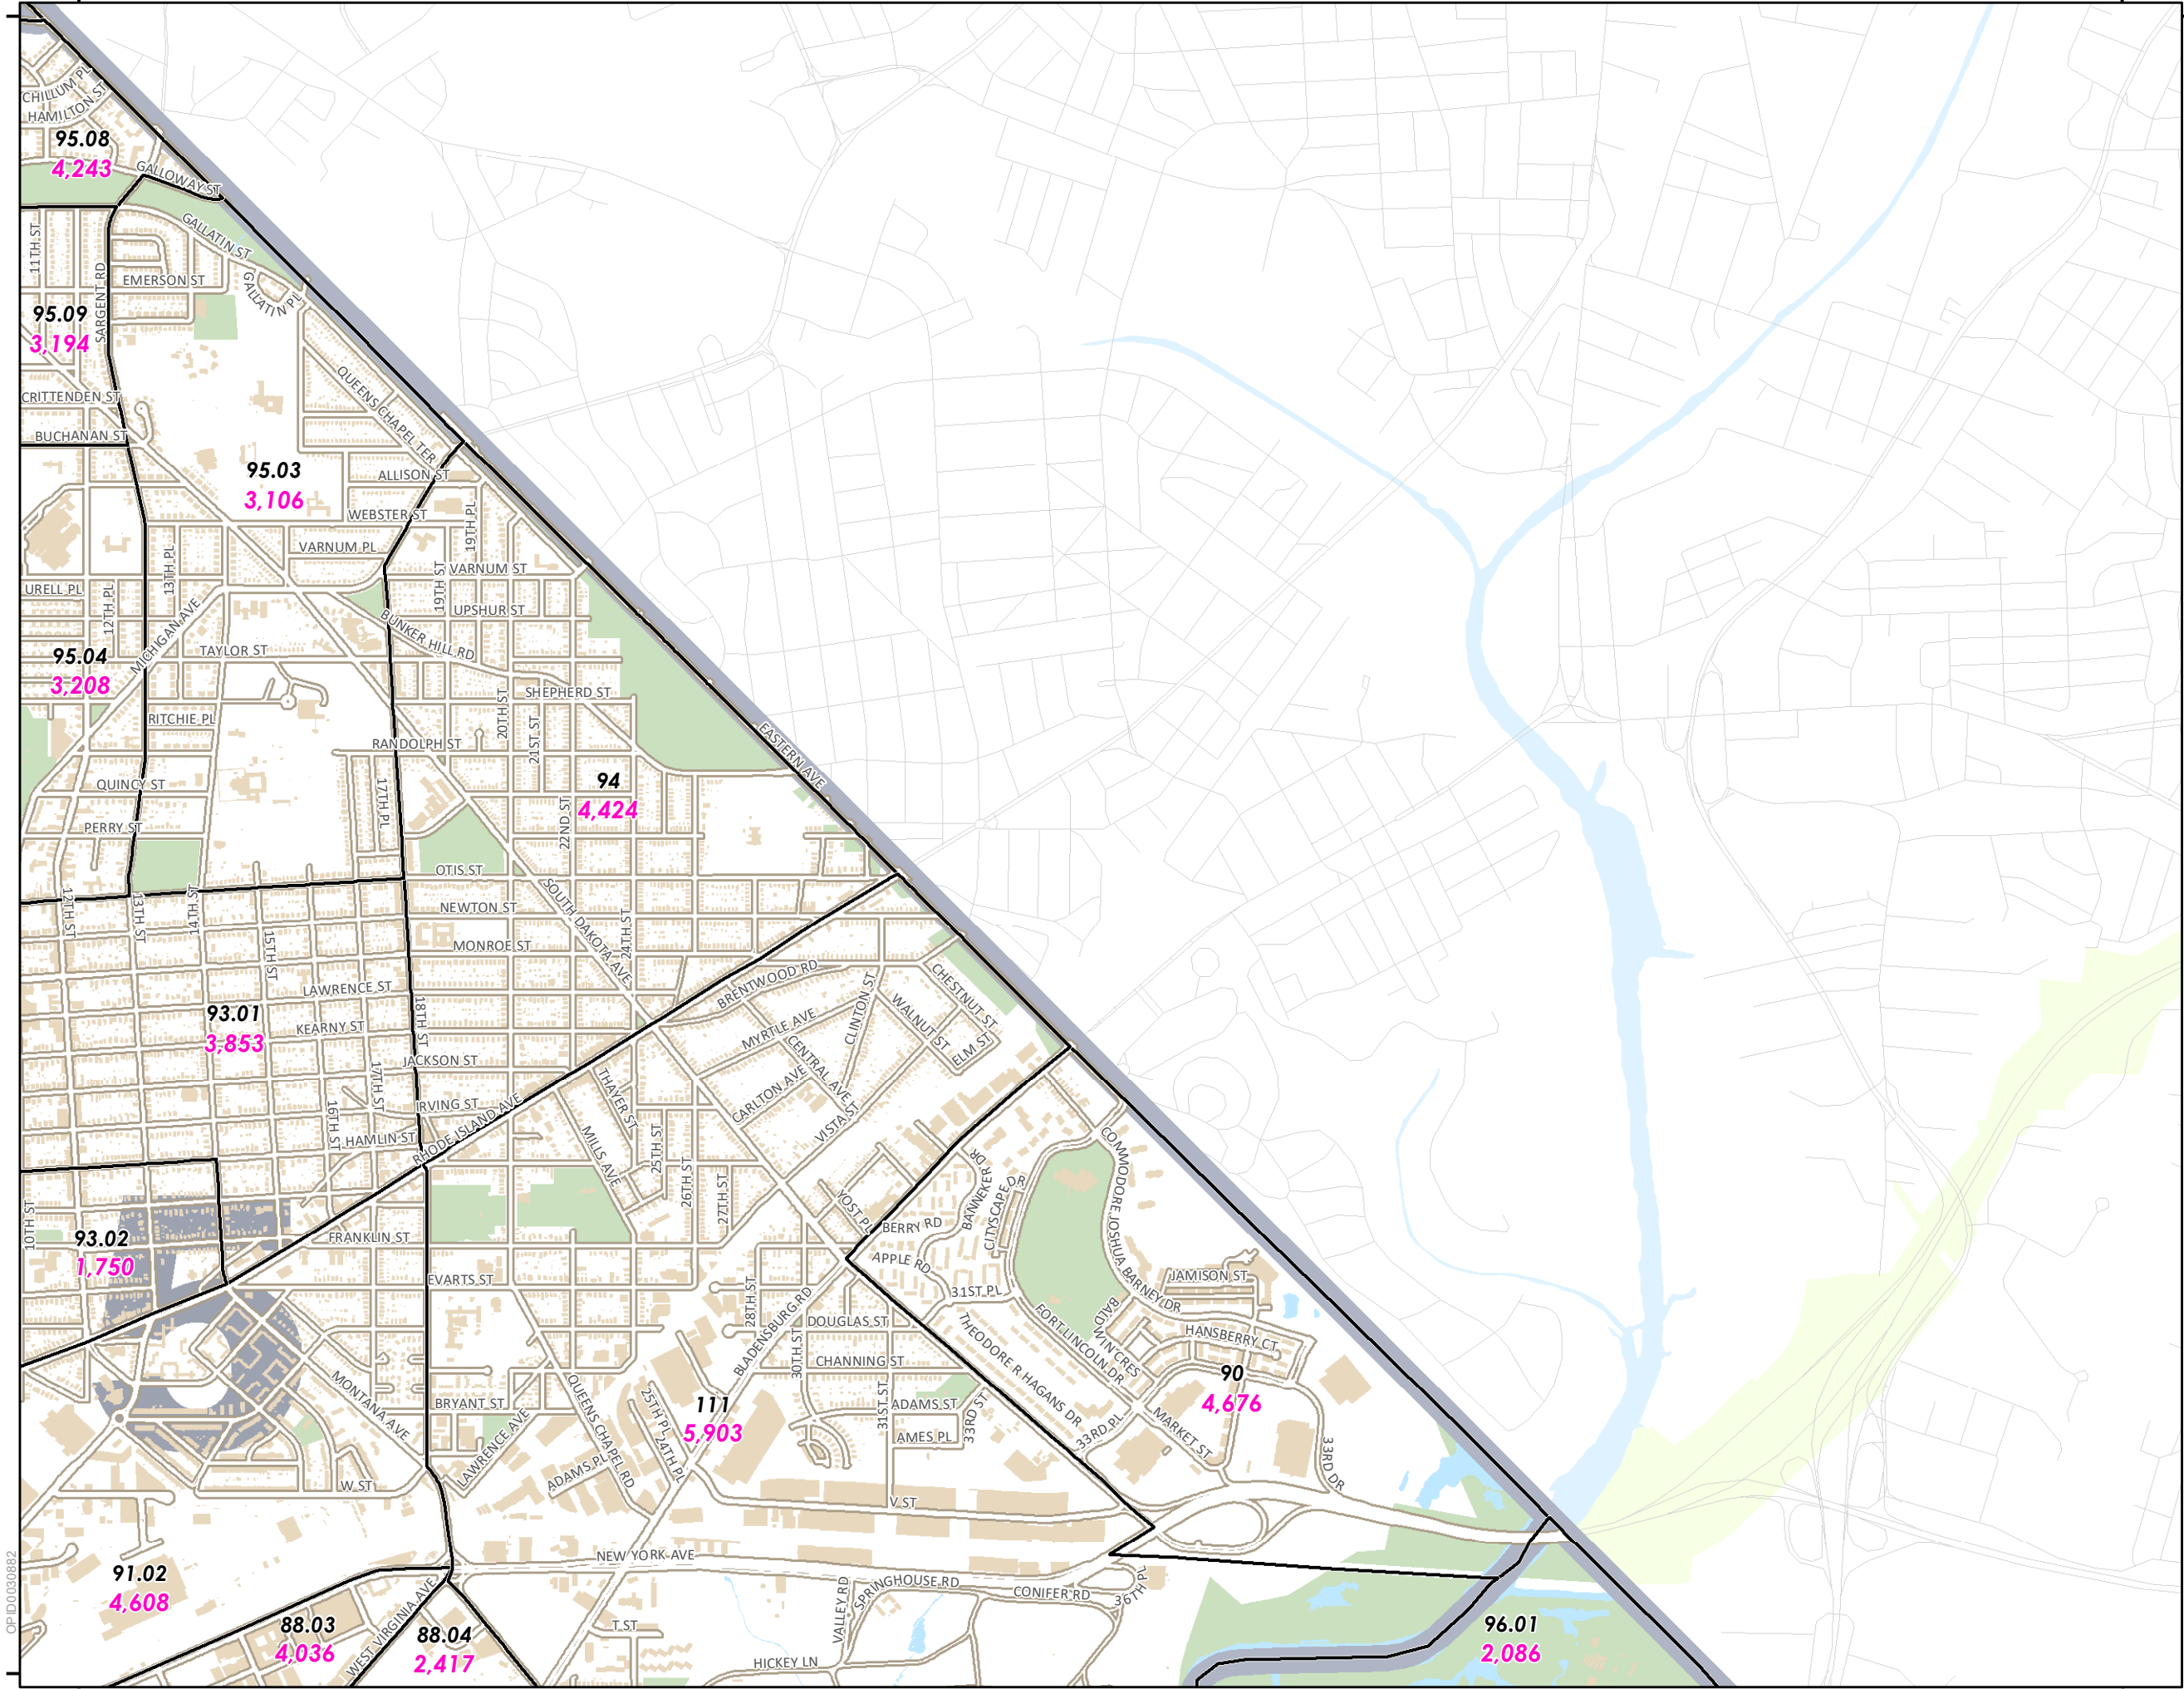 CHILLUM PL
HAMILTON ST
95.08
4,243
GALLOWAY ST
GALLATIN ST
11TH ST
SARGENT RD
EMERSON ST
GALLATIN PL
95.09
3,194
QUEENS CHAPEL TER
CRITTENDEN ST
BUCHANAN ST
95.03
3,106
ALLISON ST
WEBSTER ST
19TH PL
VARNUM PL
13TH PL
VARNUM ST
19TH ST
URELL PL
12TH PL
UPSHUR ST
MICHIGAN AVE
BUNKER HILL RD
TAYLOR ST
95.04
3,208
SHEPHERD ST
20TH ST
21ST ST
RITCHIE PL
RANDOLPH ST
EASTERN AVE
QUINCY ST
17TH PL
94
4,424
22ND ST
PERRY ST
OTIS ST
12TH ST
13TH ST
14TH ST
NEWTON ST
SOUTH DAKOTA AVE
24TH ST
15TH ST
MONROE ST
BRENTWOOD RD
CHESTNUT ST
LAWRENCE ST
18TH ST
93.01
3,853
KEARNY ST
MYRTLE AVE
CLINTON ST
WALNUT ST
ELM ST
JACKSON ST
17TH ST
CENTRAL AVE
CARLTON AVE
THAYER ST
IRVING ST
16TH ST
VISTA ST
HAMLIN ST
RHODE ISLAND AVE
MILLS AVE
25TH ST
26TH ST
27TH ST
COMMODORE JOSHUA BARNEY DR
BANNEKER DR
CITYSCAPE DR
YOST PL
10TH ST
93.02
1,750
FRANKLIN ST
BERRY RD
APPLE RD
EVARTS ST
31ST PL
JAMISON ST
28TH ST
BLADENSBURG RD
30TH ST
DOUGLAS ST
BALDWIN CRES
FORT LINCOLN DR
THEODORE R HAGANS DR
HANSBERRY CT
CHANNING ST
90
4,676
MONTANA AVE
BRYANT ST
QUEENS CHAPEL RD
25TH PL
24TH PL
111
5,903
31ST ST
ADAMS ST
33RD ST
AMES PL
33RD PL
MARKET ST
33RD DR
LAWRENCE AVE
ADAMS PL
W ST
V ST
NEW YORK AVE
91.02
4,608
VALLEY RD
SPRINGHOUSE RD
CONIFER RD
36TH PL
WEST VIRGINIA AVE
88.03
4,036
88.04
2,417
T ST
96.01
2,086
HICKEY LN
OPID0030882